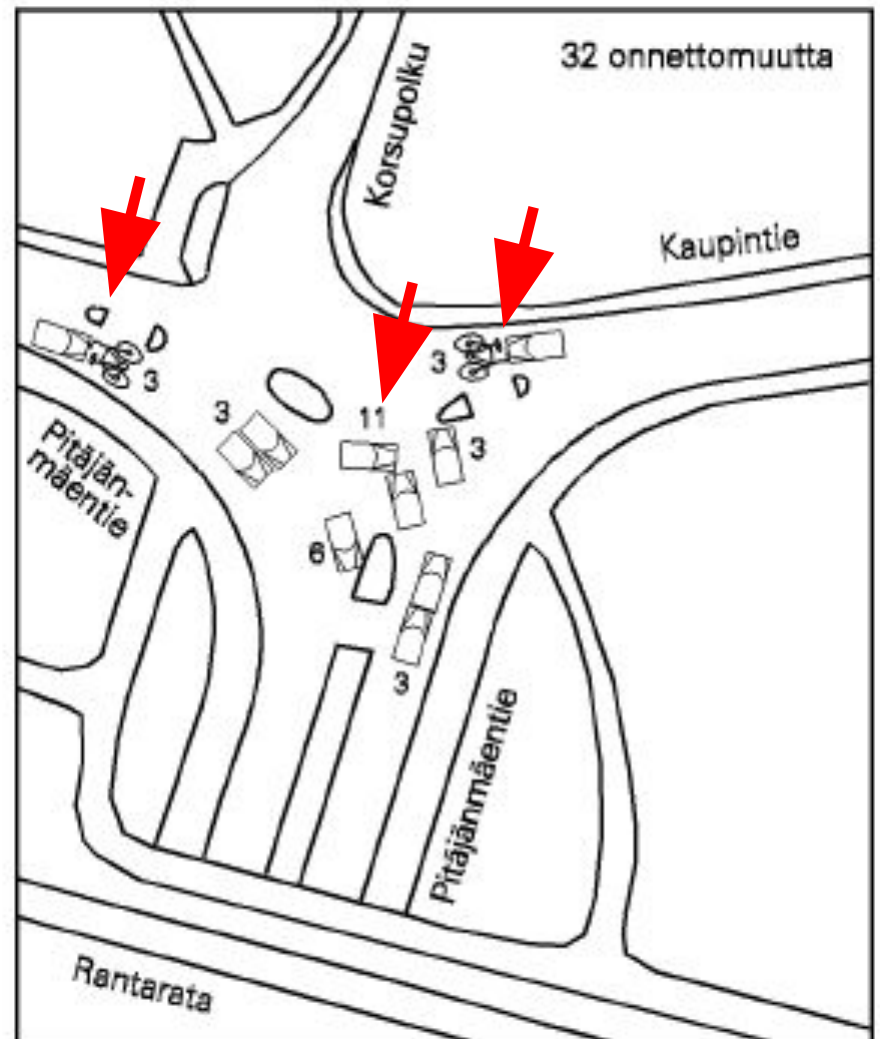 32 onnettomuutta
Korsupolku
Kaupintie
3
3
3
11
3
Pitäjän-
mäentie
6
3
Pitäjänmäentie
Rantarata